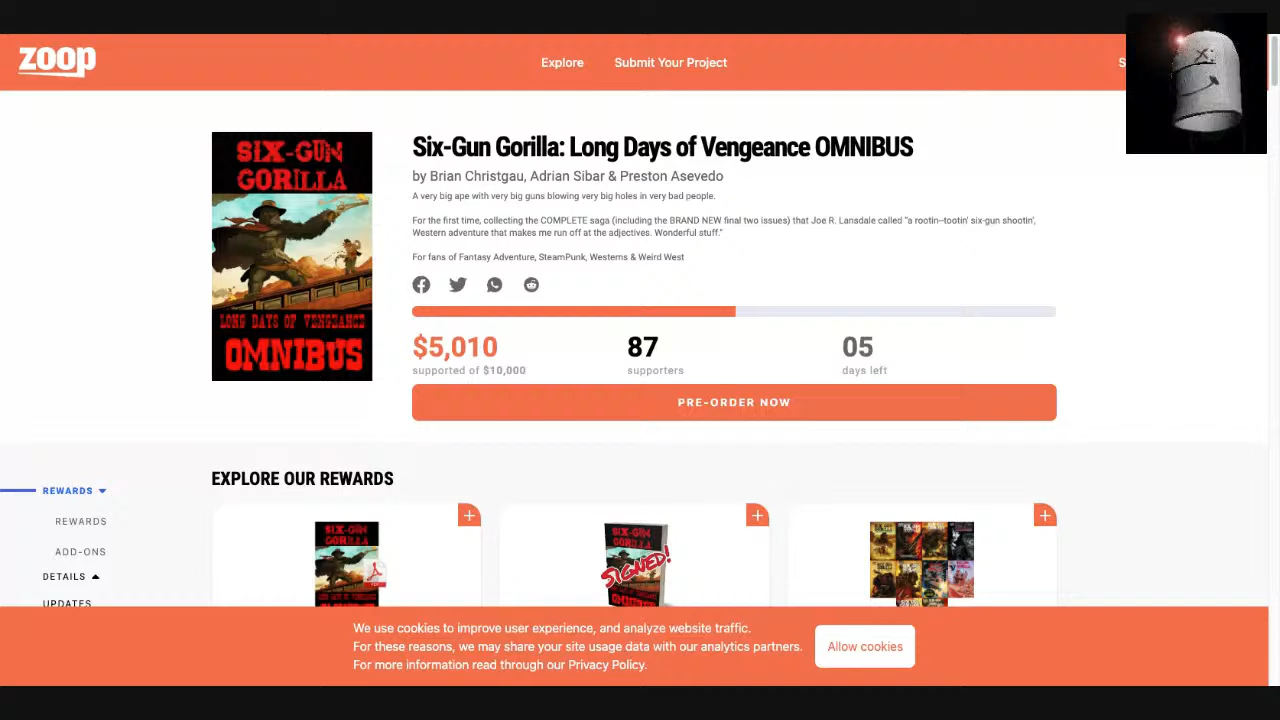 zoop
Explore
Submit Your Project
S
SIX-GUN
GORILLA
LONG DAYS OF VENGEANCE
OMNIBUS
Six-Gun Gorilla: Long Days of Vengeance OMNIBUS
by Brian Christgau, Adrian Sibar & Preston Asevedo
A very big ape with very big guns blowing very big holes in very bad people.
For the first time, collecting the COMPLETE saga (including the BRAND NEW final two issues) that Joe R. Lansdale called "a rootin–tootin' six-gun shootin',
Western adventure that makes me run off at the adjectives. Wonderful stuff."
For fans of Fantasy Adventure, SteamPunk, Westerns & Weird West
$5,010
supported of $10,000
87
supporters
05
days left
PRE-ORDER NOW
REWARDS
REWARDS
ADD-ONS
DETAILS
UPDATES
EXPLORE OUR REWARDS
SIX-GUN
GORILLA
SIGNED!
We use cookies to improve user experience, and analyze website traffic.
For these reasons, we may share your site usage data with our analytics partners.
For more information read through our Privacy Policy.
Allow cookies